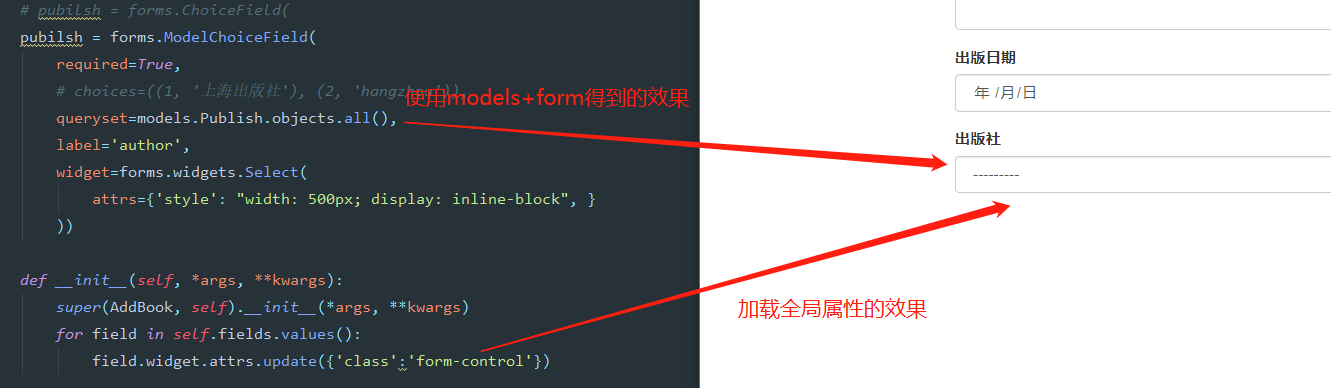 # pubilsh = forms.ChoiceField(
pubilsh = forms.ModelChoiceField(
required=True,
# choices=((1, '上海出版社'), (2, 'hangzhou')),
queryset=models.Publish.objects.all(),
label='author',
widget=forms.widgets.Select(
attrs={'style': "width: 500px; display: inline-block", }
))
def __init__(self, *args, **kwargs):
super(AddBook, self).__init__(*args, **kwargs)
for field in self.fields.values():
field.widget.attrs.update({'class':'form-control'})
使用models+form得到的效果
加载全局属性的效果
出版日期
年 /月/日
出版社
---------